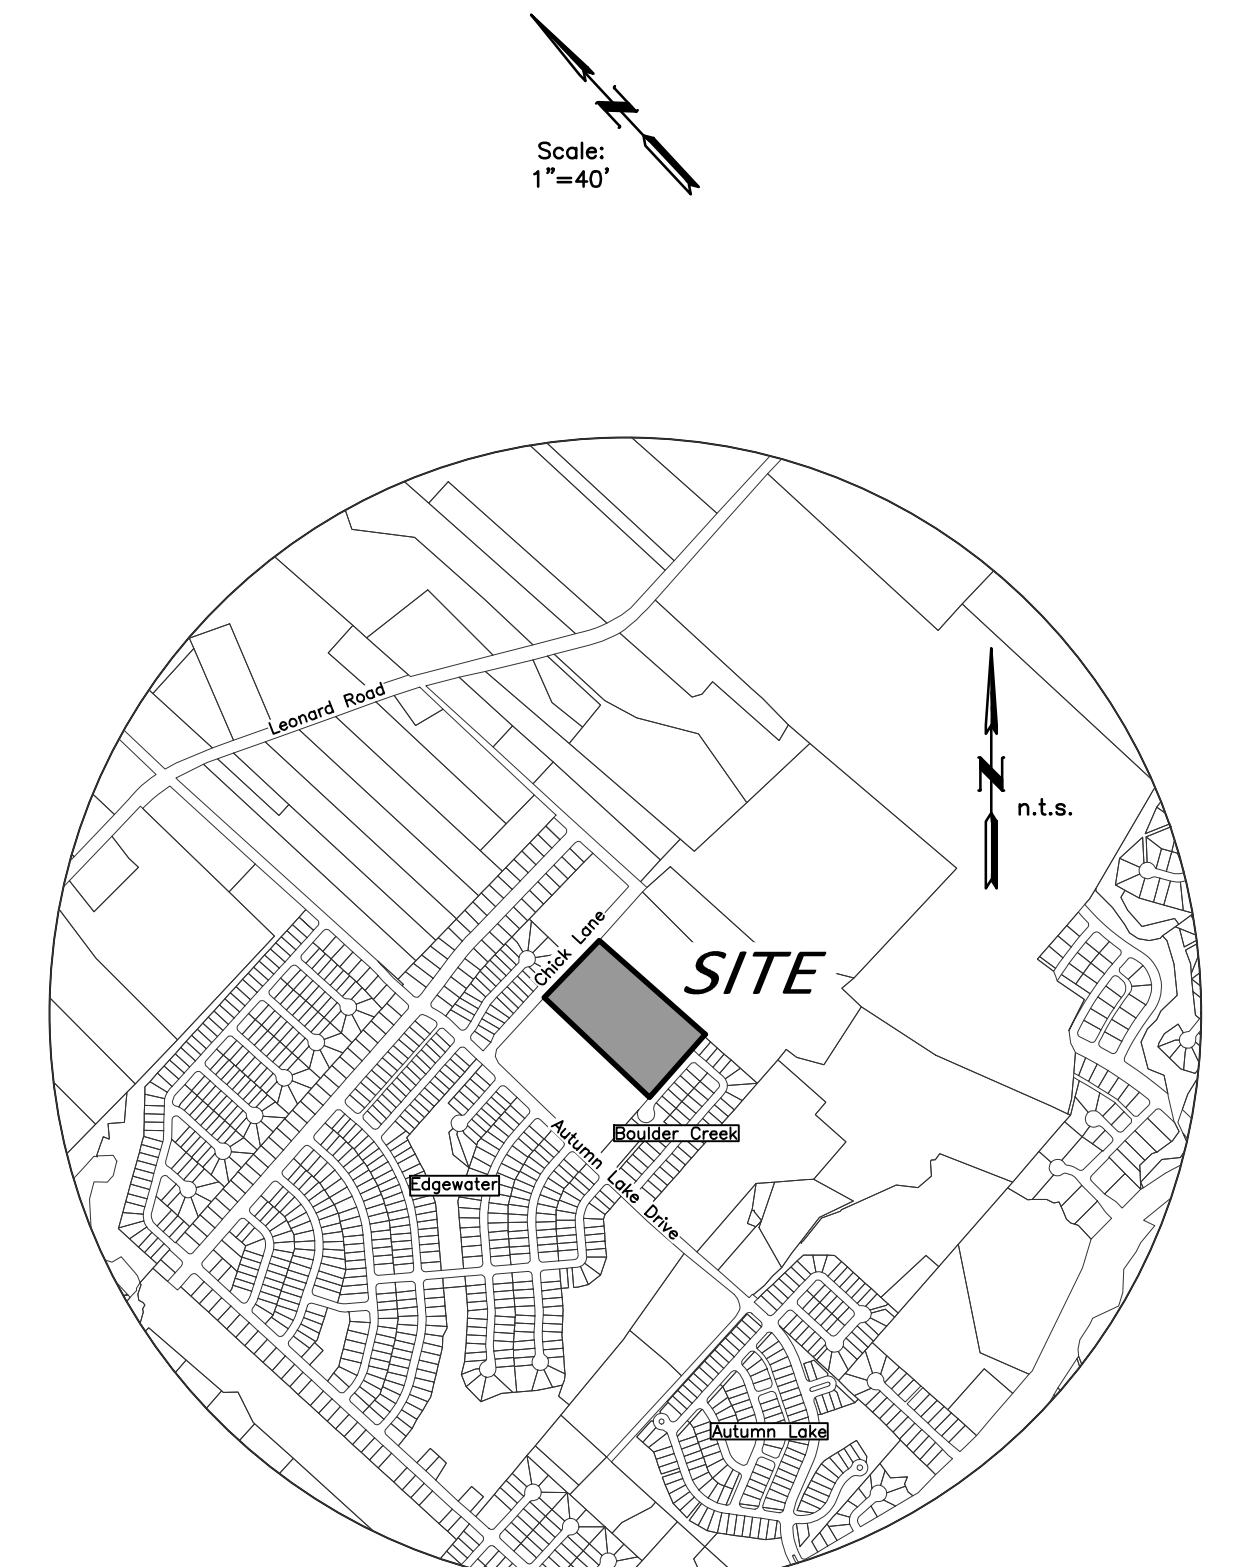 N
Scale:
1"=40'
Leonard Road
N
n.t.s.
Chick Lane
SITE
Boulder Creek
Autumn Lake Drive
Edgewater
Autumn Lake